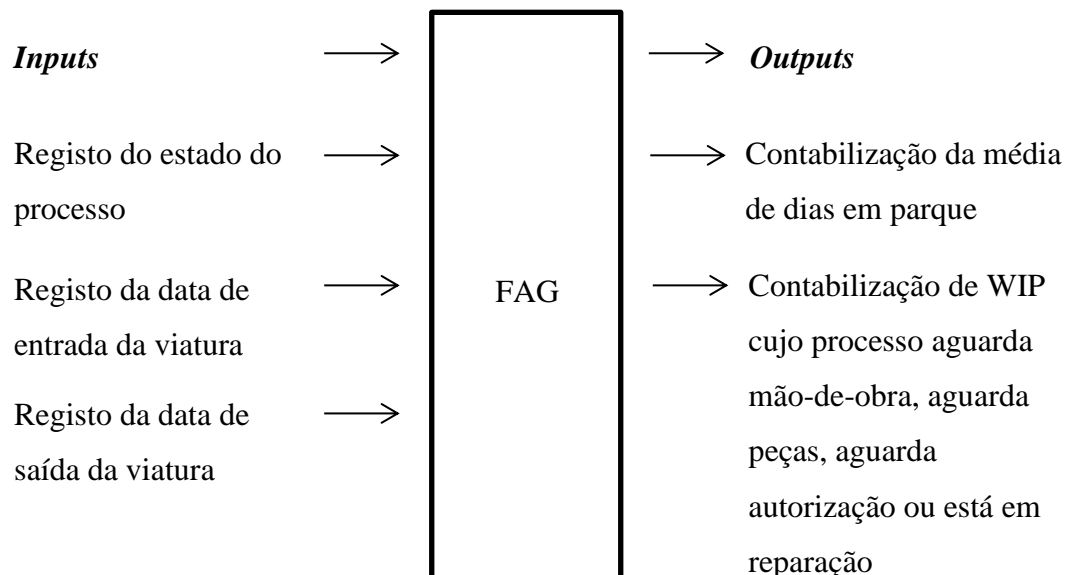 Inputs
Outputs
Registo do estado do
processo
Contabilização da média
de dias em parque
Registo da data de
entrada da viatura
FAG
Contabilização de WIP
cujo processo aguarda
mão-de-obra, aguarda
peças, aguarda
autorização ou está em
reparação
Registo da data de
saída da viatura